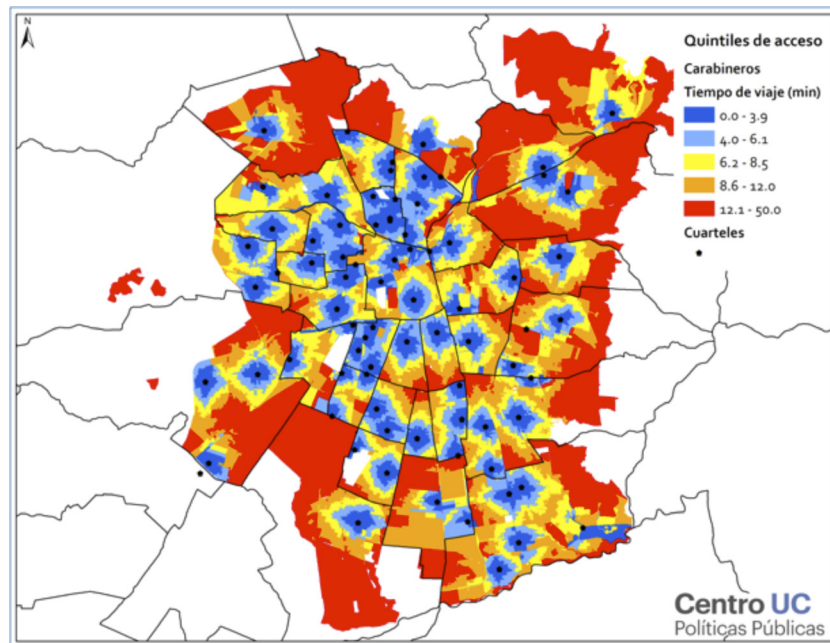 N
Quintiles de acceso
Carabineros
Tiempo de viaje (min)
0.0 - 3.9
4.0 - 6.1
6.2 - 8.5
8.6 - 12.0
12.1 - 50.0
Cuarteles
Centro UC
Políticas Públicas